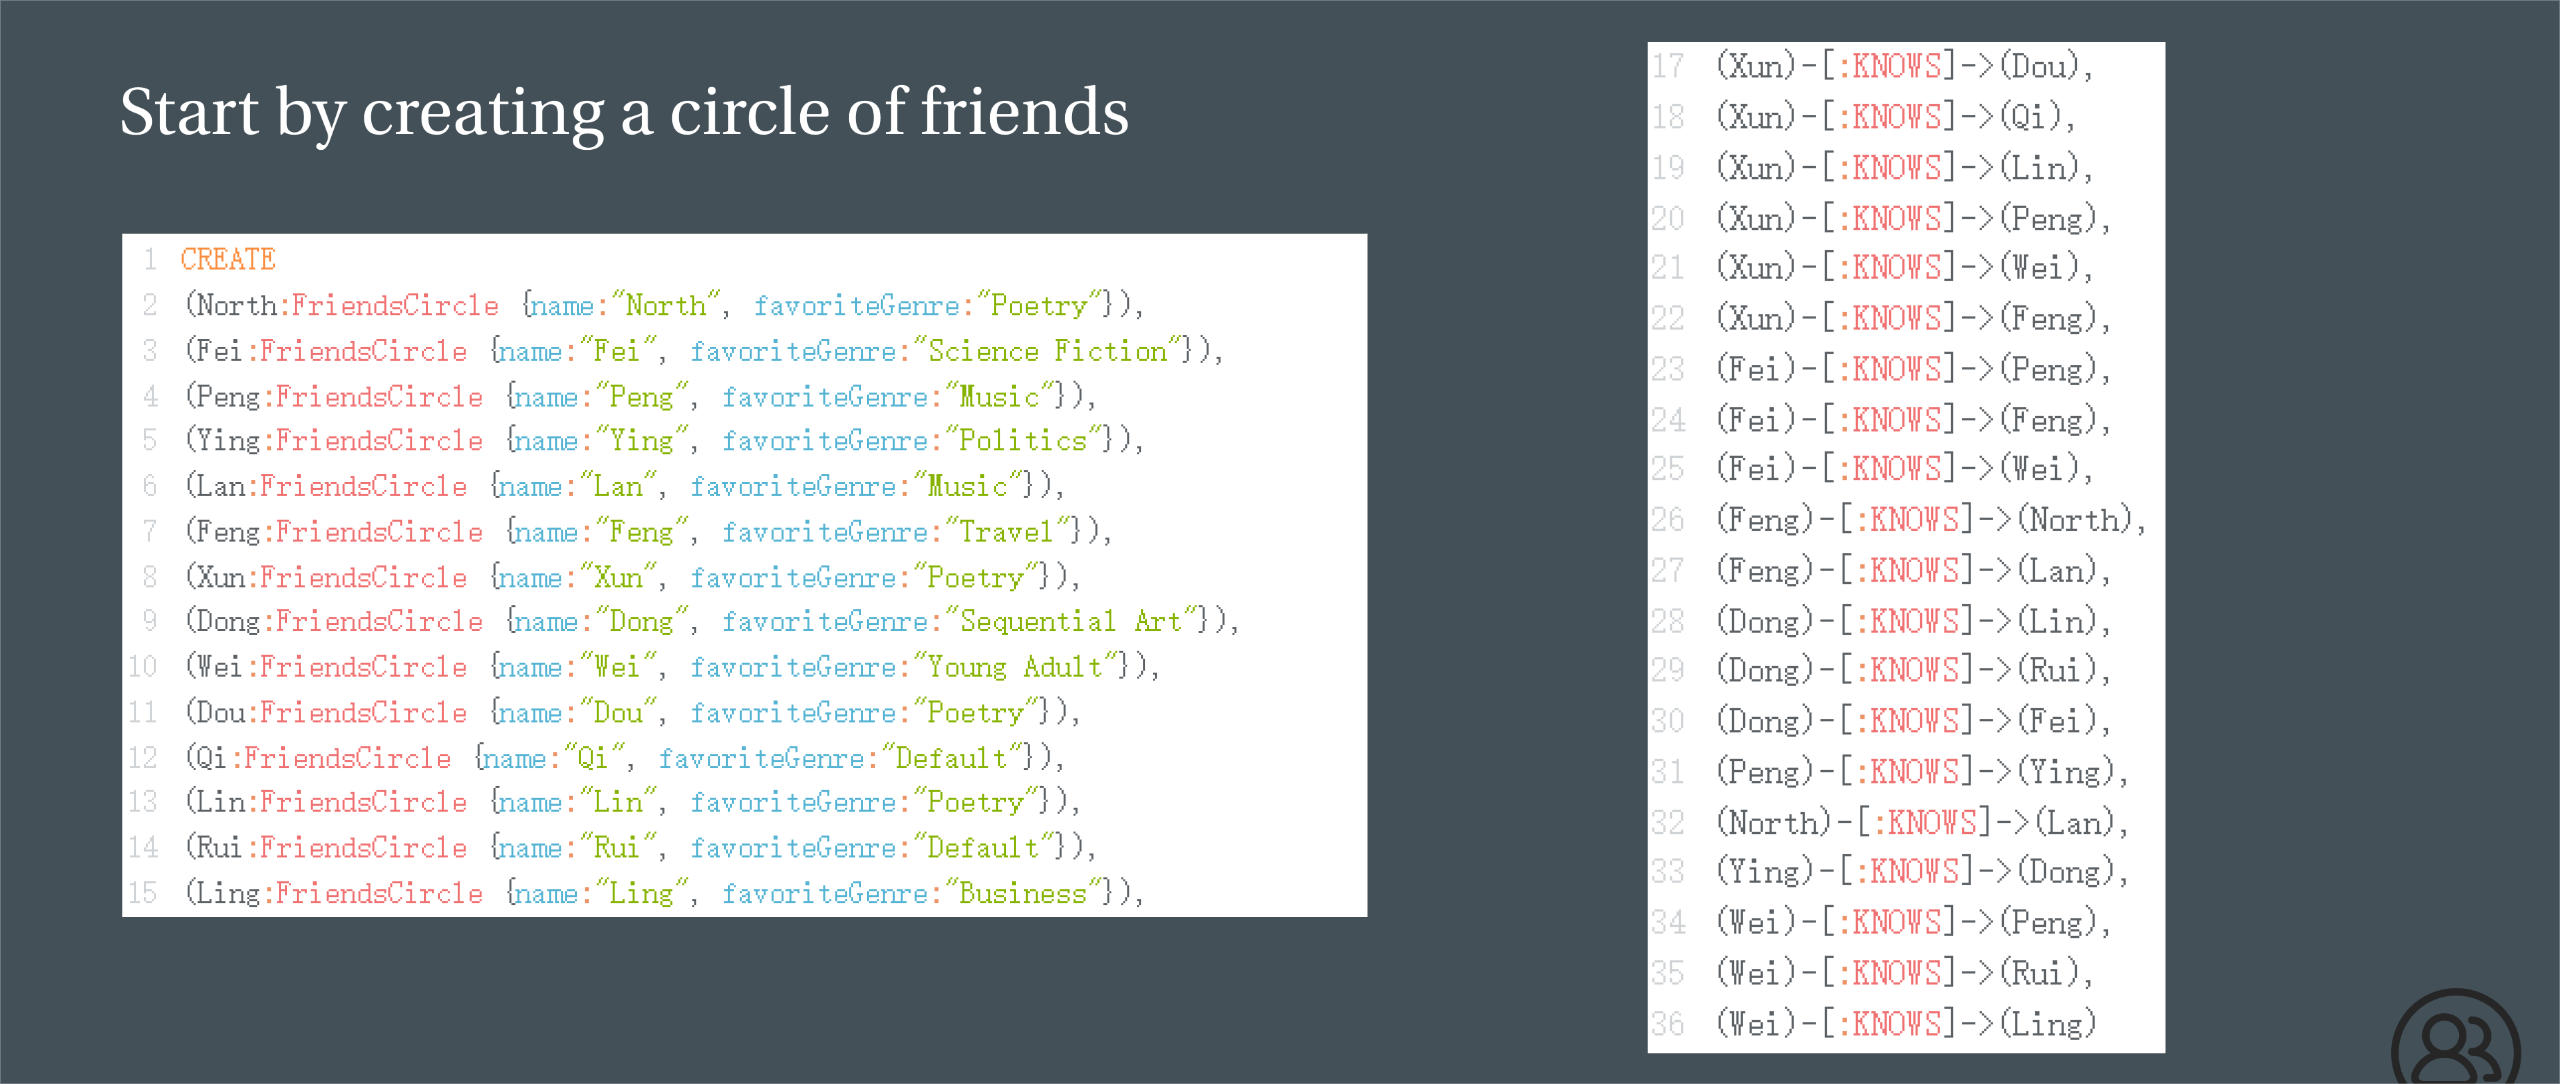 Start by creating a circle of friends
1 CREATE
2 (North:FriendsCircle {name:"North", favoriteGenre:"Poetry"}),
3 (Fei:FriendsCircle {name:"Fei", favoriteGenre:"Science Fiction"}),
4 (Peng:FriendsCircle {name:"Peng", favoriteGenre:"Music"}),
5 (Ying:FriendsCircle {name:"Ying", favoriteGenre:"Politics"}),
6 (Lan:FriendsCircle {name:"Lan", favoriteGenre:"Music"}),
7 (Feng:FriendsCircle {name:"Feng", favoriteGenre:"Travel"}),
8 (Xun:FriendsCircle {name:"Xun", favoriteGenre:"Poetry"}),
9 (Dong:FriendsCircle {name:"Dong", favoriteGenre:"Sequential Art"}),
10 (Wei:FriendsCircle {name:"Wei", favoriteGenre:"Young Adult"}),
11 (Dou:FriendsCircle {name:"Dou", favoriteGenre:"Poetry"}),
12 (Qi:FriendsCircle {name:"Qi", favoriteGenre:"Default"}),
13 (Lin:FriendsCircle {name:"Lin", favoriteGenre:"Poetry"}),
14 (Rui:FriendsCircle {name:"Rui", favoriteGenre:"Default"}),
15 (Ling:FriendsCircle {name:"Ling", favoriteGenre:"Business"}),
17 (Xun)-[:KNOWS]->(Dou),
18 (Xun)-[:KNOWS]->(Qi),
19 (Xun)-[:KNOWS]->(Lin),
20 (Xun)-[:KNOWS]->(Peng),
21 (Xun)-[:KNOWS]->(Wei),
22 (Xun)-[:KNOWS]->(Feng),
23 (Fei)-[:KNOWS]->(Peng),
24 (Fei)-[:KNOWS]->(Feng),
25 (Fei)-[:KNOWS]->(Wei),
26 (Feng)-[:KNOWS]->(North),
27 (Feng)-[:KNOWS]->(Lan),
28 (Dong)-[:KNOWS]->(Lin),
29 (Dong)-[:KNOWS]->(Rui),
30 (Dong)-[:KNOWS]->(Fei),
31 (Peng)-[:KNOWS]->(Ying),
32 (North)-[:KNOWS]->(Lan),
33 (Ying)-[:KNOWS]->(Dong),
34 (Wei)-[:KNOWS]->(Peng),
35 (Wei)-[:KNOWS]->(Rui),
36 (Wei)-[:KNOWS]->(Ling)